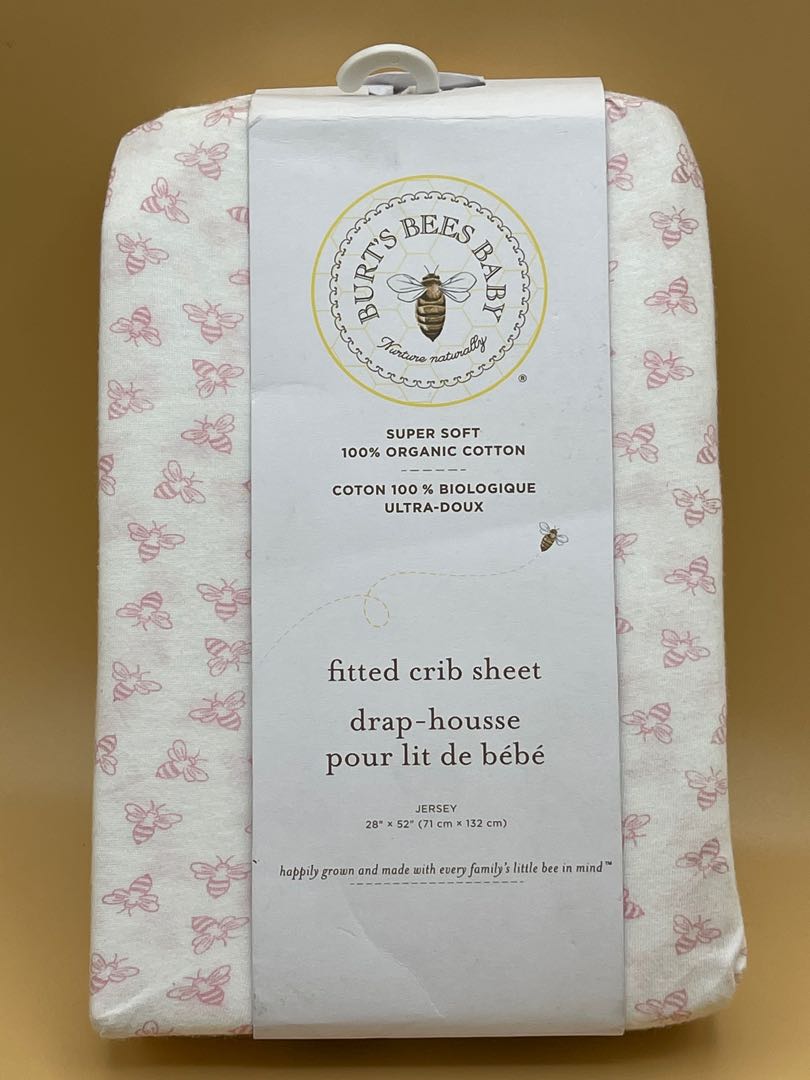 BURT'S BEES BABY
Nurture naturally
®
SUPER SOFT
100% ORGANIC COTTON
COTON 100 % BIOLOGIQUE
ULTRA-DOUX
fitted crib sheet
drap-housse
pour lit de bébé
JERSEY
28" × 52" (71 cm × 132 cm)
happily grown and made with every family's little bee in mind™